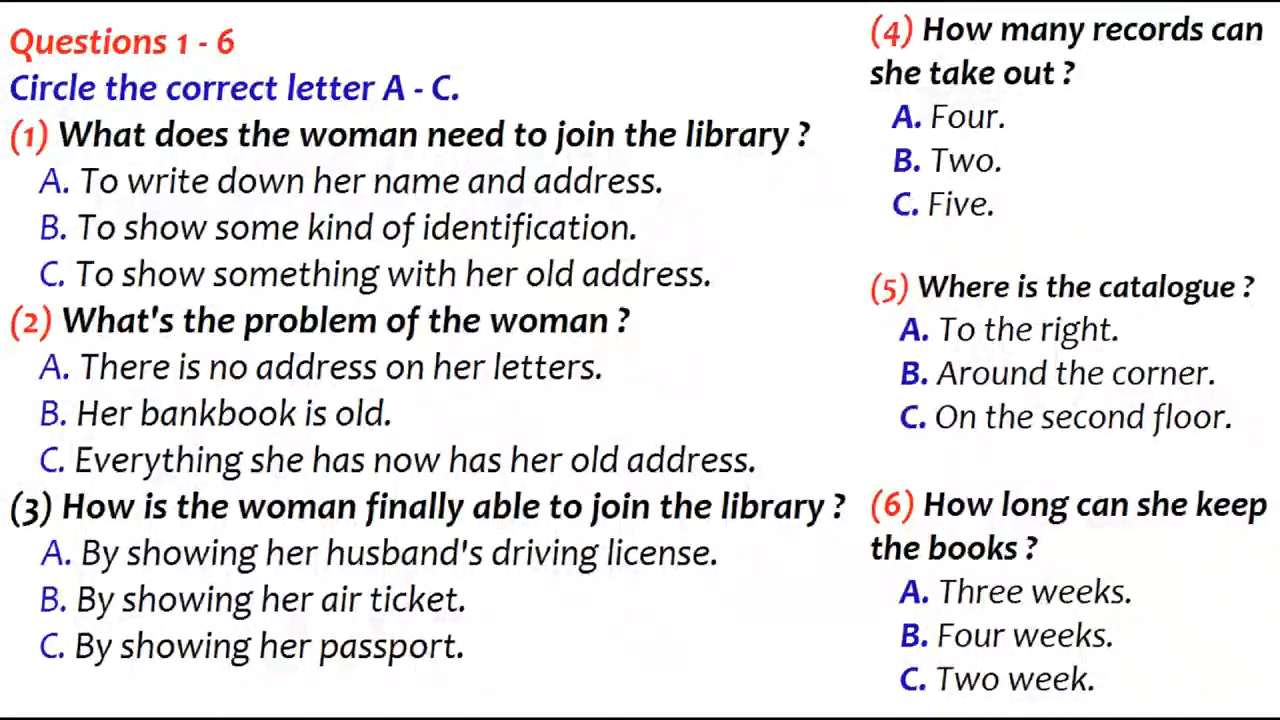 Questions 1 - 6
Circle the correct letter A - C.
(1) What does the woman need to join the library ?
A. To write down her name and address.
B. To show some kind of identification.
C. To show something with her old address.
(2) What's the problem of the woman ?
A. There is no address on her letters.
B. Her bankbook is old.
C. Everything she has now has her old address.
(3) How is the woman finally able to join the library ?
A. By showing her husband's driving license.
B. By showing her air ticket.
C. By showing her passport.
(4) How many records can
she take out ?
A. Four.
B. Two.
C. Five.
(5) Where is the catalogue ?
A. To the right.
B. Around the corner.
C. On the second floor.
(6) How long can she keep
the books ?
A. Three weeks.
B. Four weeks.
C. Two week.